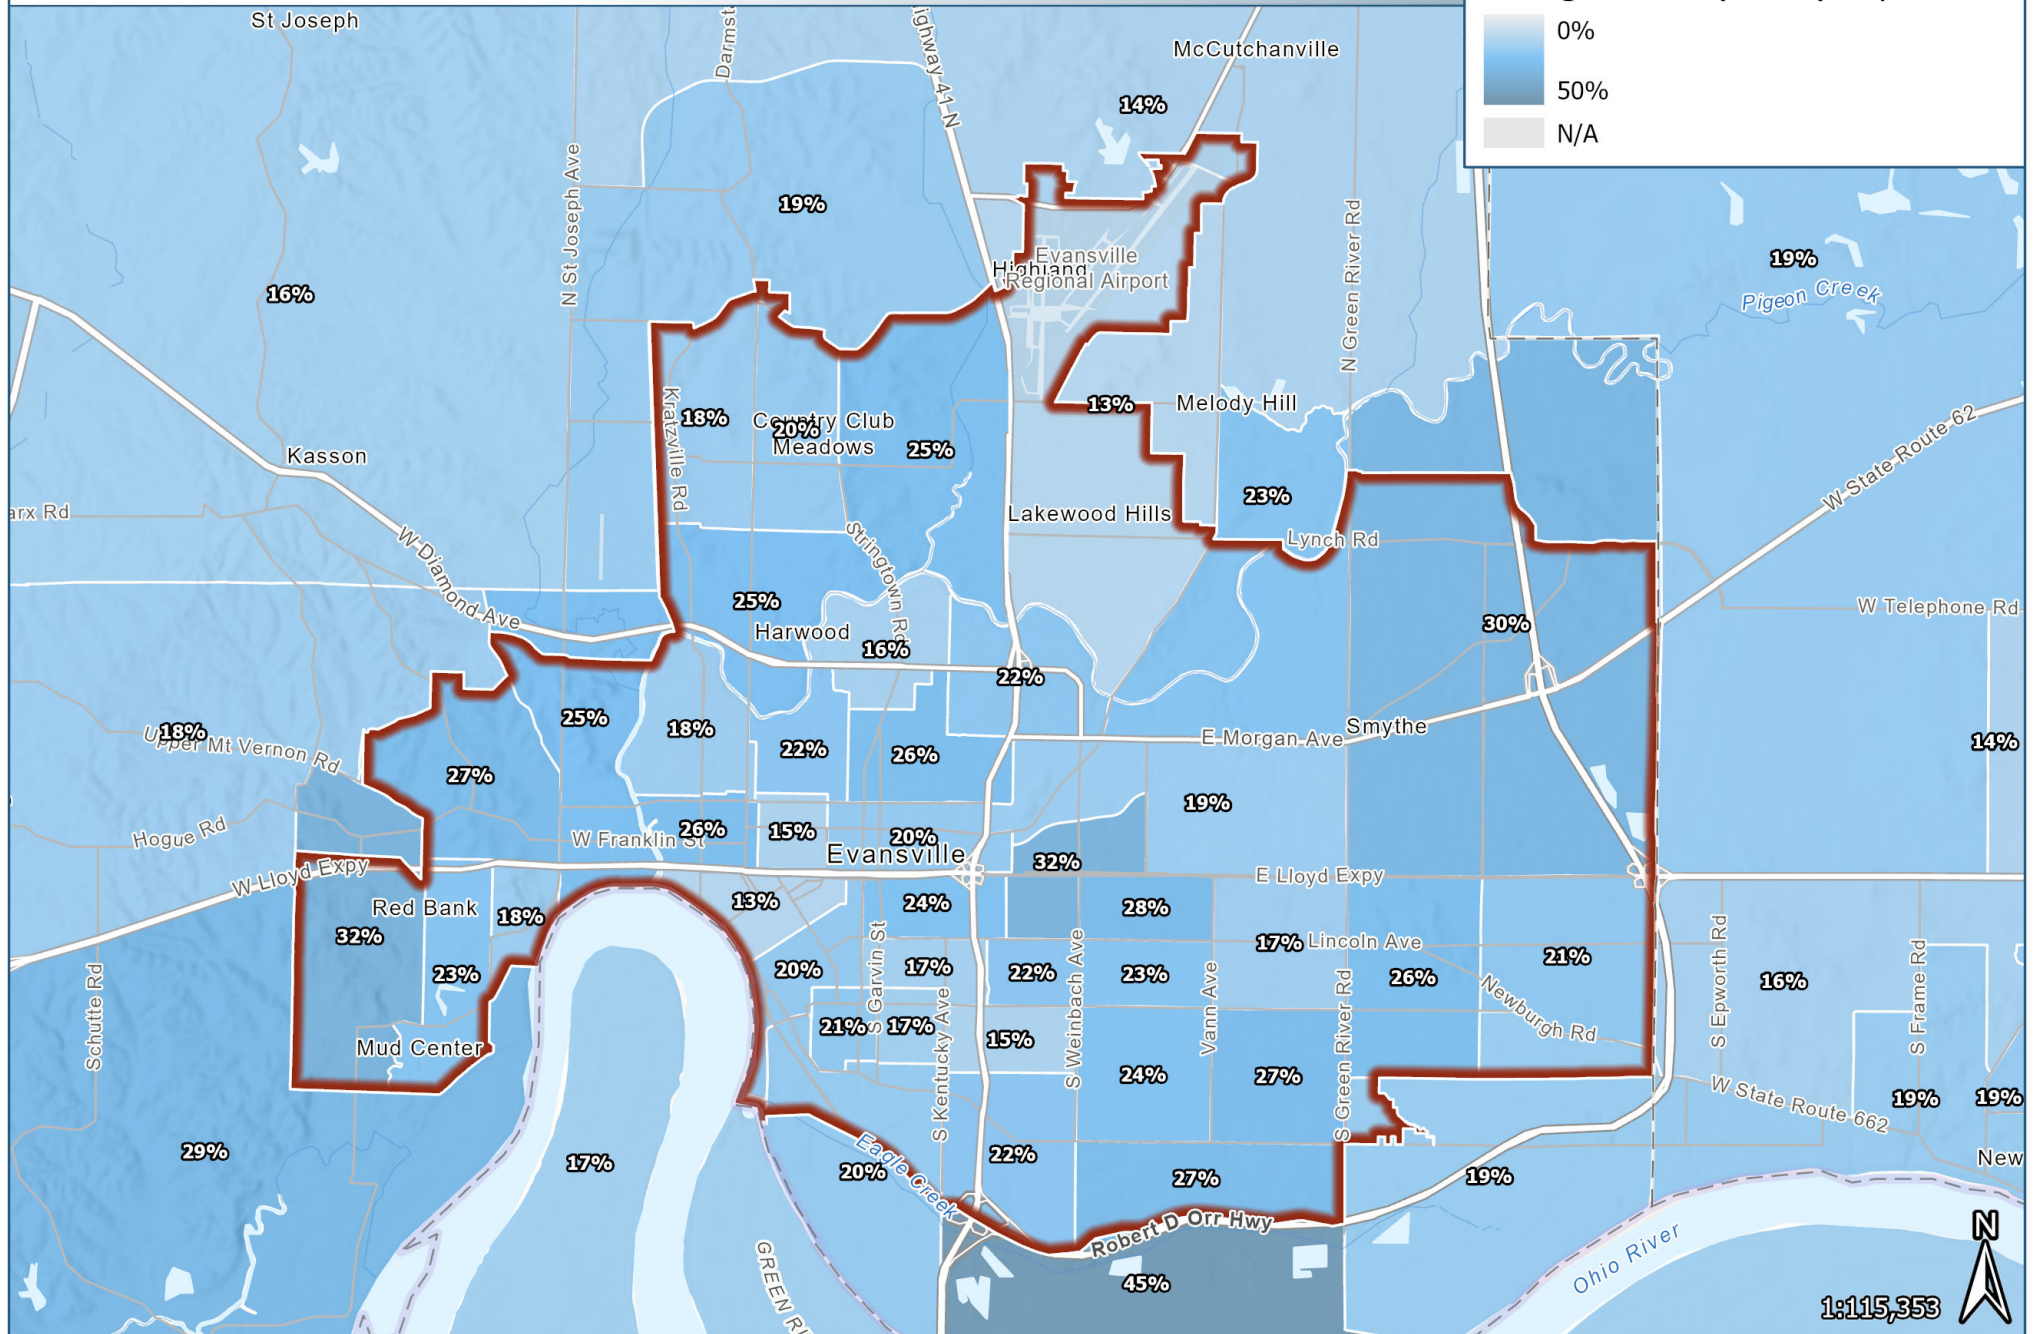 0%
50%
N/A
St Joseph
McCutchanville
14%
N St Joseph Ave
19%
16%
Highland
Evansville
Regional Airport
N Green River Rd
19%
Pigeon Creek
Kratzville Rd
18%
Country Club
20%
Meadows
25%
13%
Melody Hill
Kasson
23%
W State Route 62
W Diamond Ave
Lakewood Hills
Lynch Rd
Stringtown Rd
25%
Harwood
16%
30%
W Telephone Rd
22%
18%
Upper Mt Vernon Rd
25%
18%
22%
26%
E Morgan Ave
Smythe
14%
27%
19%
Hogue Rd
W Franklin St
26%
15%
20%
Evansville
32%
W Lloyd Expy
E Lloyd Expy
Red Bank
32%
18%
23%
13%
24%
28%
17%
Lincoln Ave
21%
20%
S Garvin St
17%
22%
23%
26%
16%
S Kentucky Ave
S Weinbach Ave
Vann Ave
S Green River Rd
Newburgh Rd
S Epworth Rd
S Frame Rd
Schutte Rd
Mud Center
21%
17%
15%
24%
27%
W State Route 662
19%
19%
29%
17%
20%
Eagle Creek
22%
27%
19%
Robert D Orr Hwy
45%
Ohio River
N
1:115,353